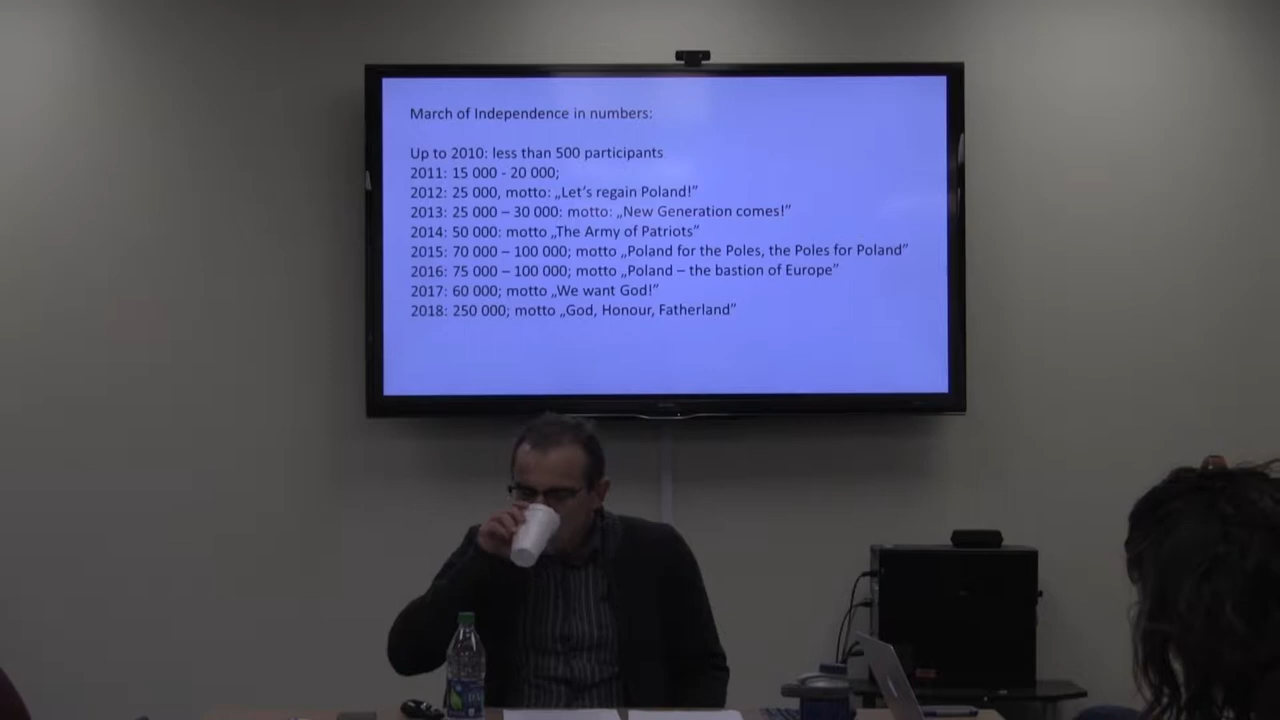 March of Independence in numbers:
Up to 2010: less than 500 participants
2011: 15 000 - 20 000;
2012: 25 000, motto: „Let's regain Poland!”
2013: 25 000 – 30 000: motto: „New Generation comes!”
2014: 50 000: motto „The Army of Patriots”
2015: 70 000 – 100 000; motto „Poland for the Poles, the Poles for Poland”
2016: 75 000 – 100 000; motto „Poland – the bastion of Europe”
2017: 60 000; motto „We want God!”
2018: 250 000; motto „God, Honour, Fatherland”